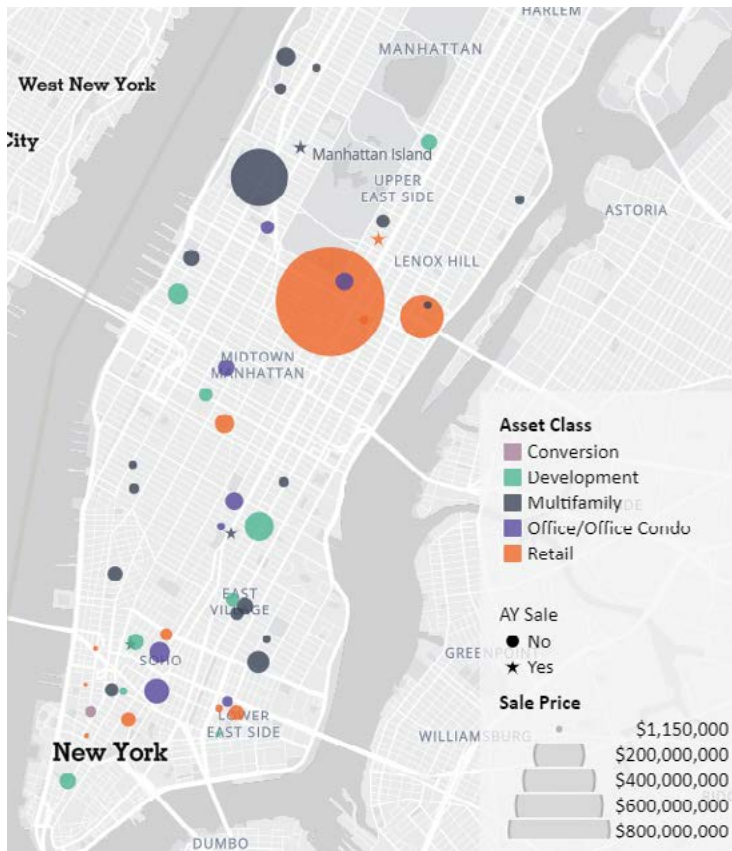 HARLEM
MANHATTAN
West New York
City
Manhattan Island
UPPER
EAST SIDE
ASTORIA
LENOX HILL
MIDTOWN
MANHATTAN
Asset Class
Conversion
Development
Multifamily
Office/Office Condo
Retail
EAST
VILLAGE
AY Sale
No
Yes
SOHO
GREENPOINT
Sale Price
$1,150,000
$200,000,000
$400,000,000
$600,000,000
$800,000,000
LOWER
EAST SIDE
WILLIAMSBURG
New York
DUMBO